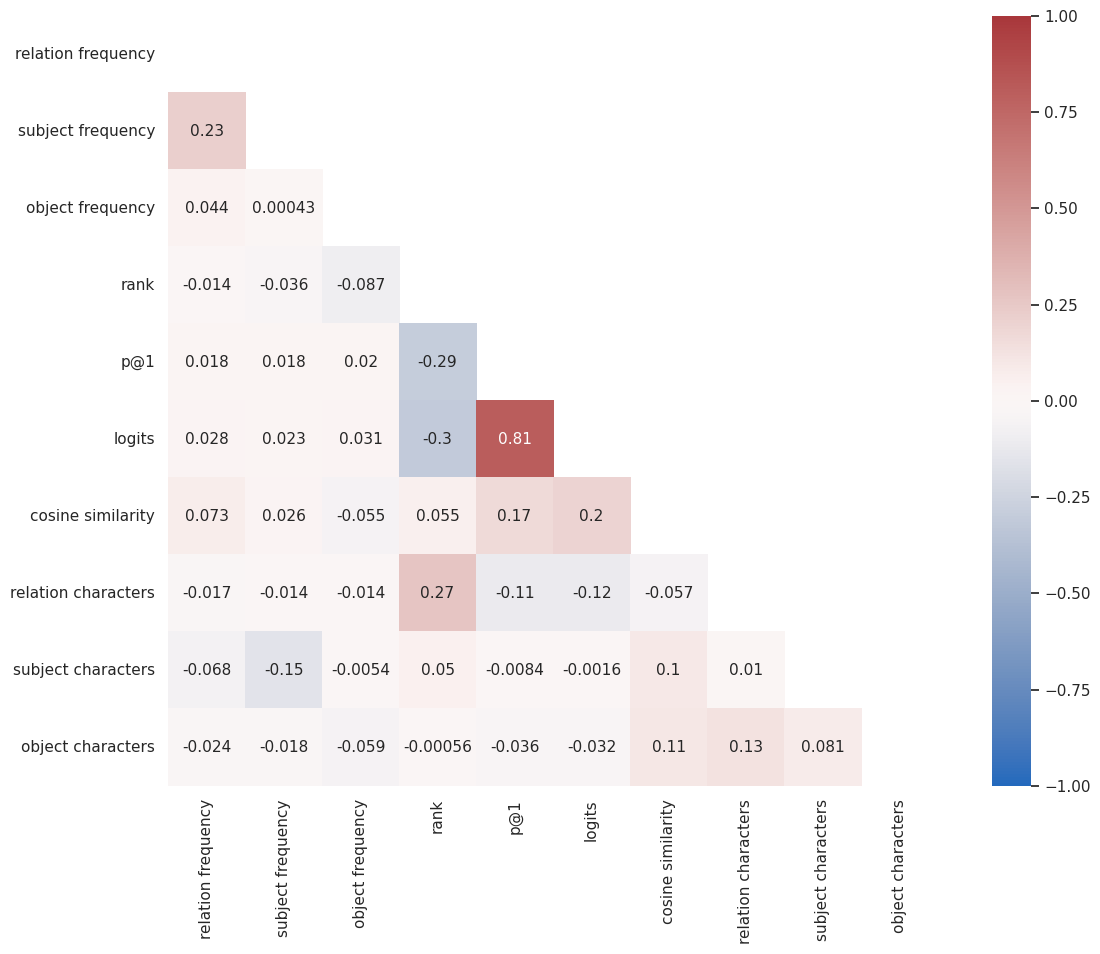 relation frequency
subject frequency 0.23
object frequency 0.044 0.00043
rank -0.014 -0.036 -0.087
p@1 0.018 0.018 0.02 -0.29
logits 0.028 0.023 0.031 -0.3 0.81
cosine similarity 0.073 0.026 -0.055 0.055 0.17 0.2
relation characters -0.017 -0.014 -0.014 0.27 -0.11 -0.12 -0.057
subject characters -0.068 -0.15 -0.0054 0.05 -0.0084 -0.0016 0.1 0.01
object characters -0.024 -0.018 -0.059 -0.00056 -0.036 -0.032 0.11 0.13 0.081
relation frequency
subject frequency
object frequency
rank
p@1
logits
cosine similarity
relation characters
subject characters
object characters
1.00
0.75
0.50
0.25
0.00
−0.25
−0.50
−0.75
−1.00